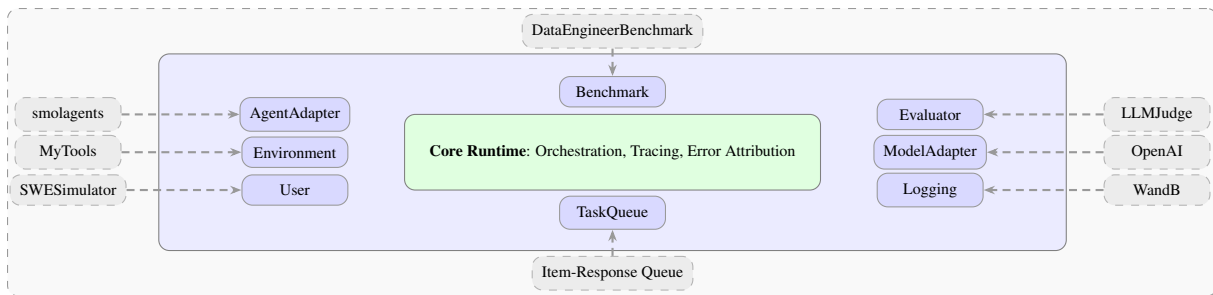 DataEngineerBenchmark
Benchmark
smolagents
AgentAdapter
Evaluator
LLMJudge
MyTools
Environment
Core Runtime: Orchestration, Tracing, Error Attribution
ModelAdapter
OpenAI
SWESimulator
User
Logging
WandB
TaskQueue
Item-Response Queue